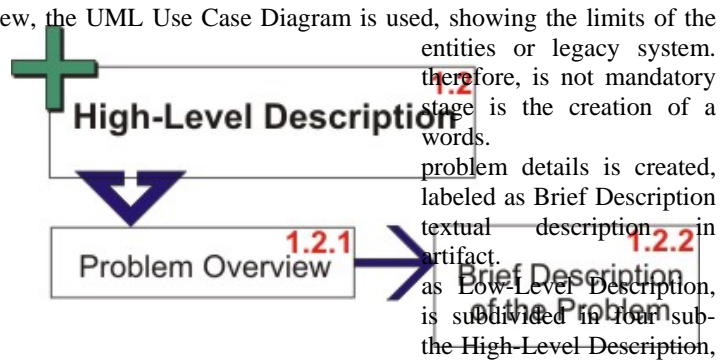 ew, the UML Use Case Diagram is used, showing the limits of the
entities or legacy system.
therefore, is not mandatory
stage is the creation of a
words.
problem details is created,
labeled as Brief Description
textual description in
artifact.
as Low-Level Description,
is subdivided in four sub-
the High-Level Description,
1.2
High-Level Description
1.2.1
Problem Overview
1.2.2
Brief Description
of the Problem